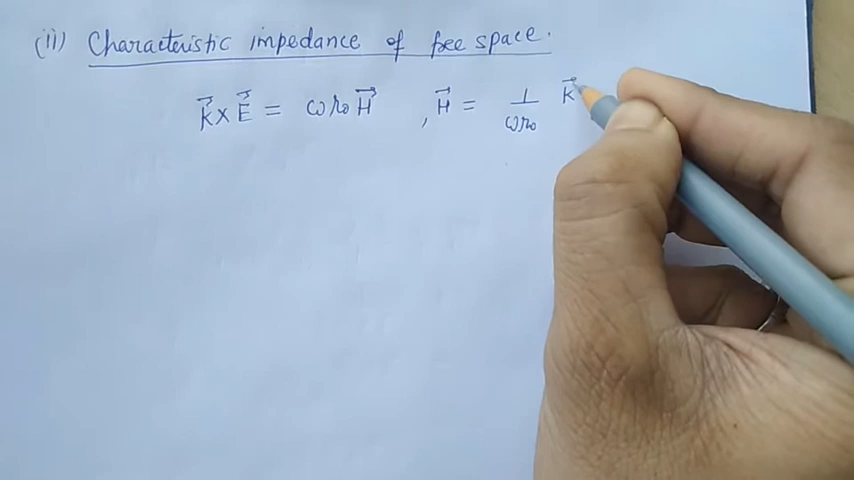 (ii) Characteristic impedance of free space.
K⃗ x E⃗ = ωμ₀ H⃗ , H⃗ = 1/ωμ₀ K⃗